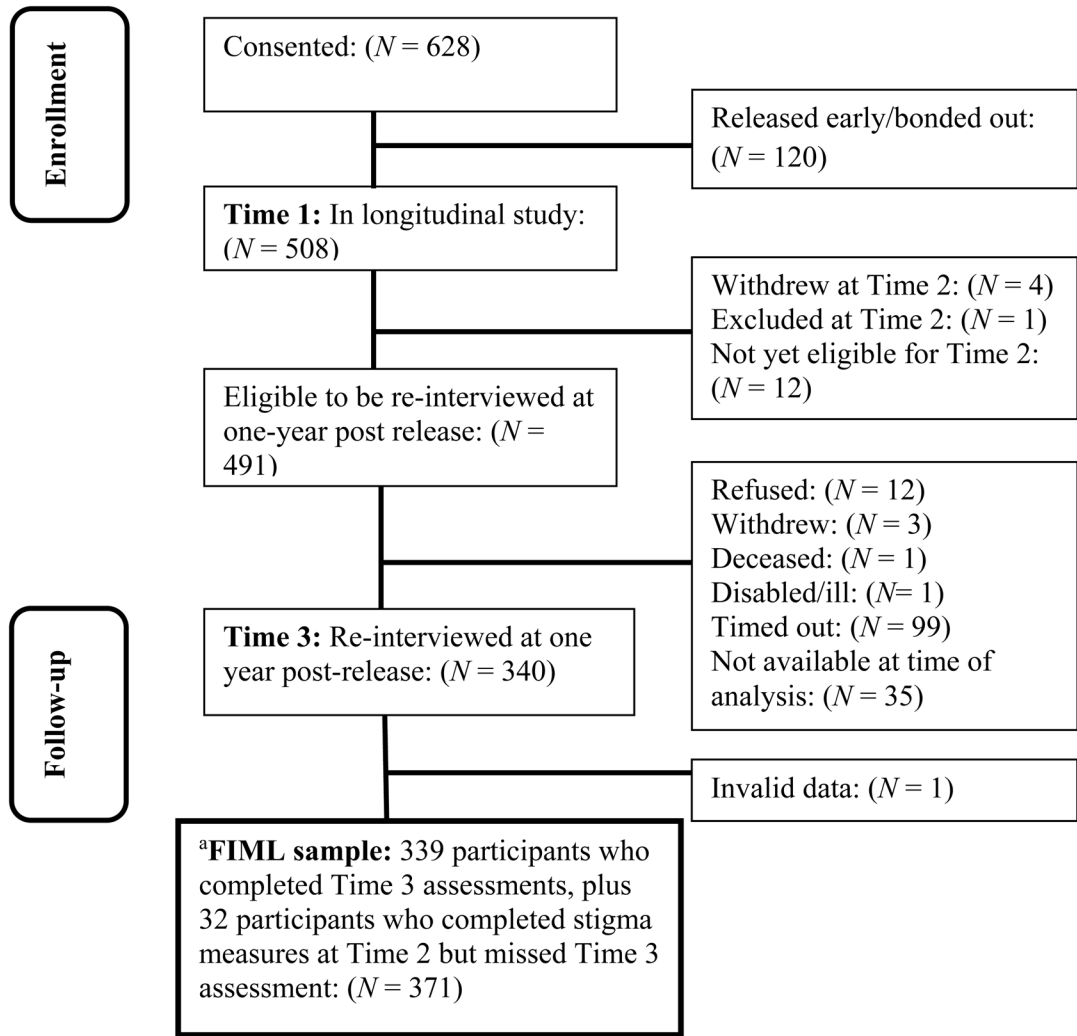 Enrollment
Consented: (N = 628)
Released early/bonded out:
(N = 120)
Time 1: In longitudinal study:
(N = 508)
Withdrew at Time 2: (N = 4)
Excluded at Time 2: (N = 1)
Not yet eligible for Time 2:
(N = 12)
Eligible to be re-interviewed at
one-year post release: (N =
491)
Refused: (N = 12)
Withdrew: (N = 3)
Deceased: (N = 1)
Disabled/ill: (N= 1)
Timed out: (N = 99)
Not available at time of
analysis: (N = 35)
Follow-up
Time 3: Re-interviewed at one
year post-release: (N = 340)
Invalid data: (N = 1)
aFIML sample: 339 participants who
completed Time 3 assessments, plus
32 participants who completed stigma
measures at Time 2 but missed Time 3
assessment: (N = 371)